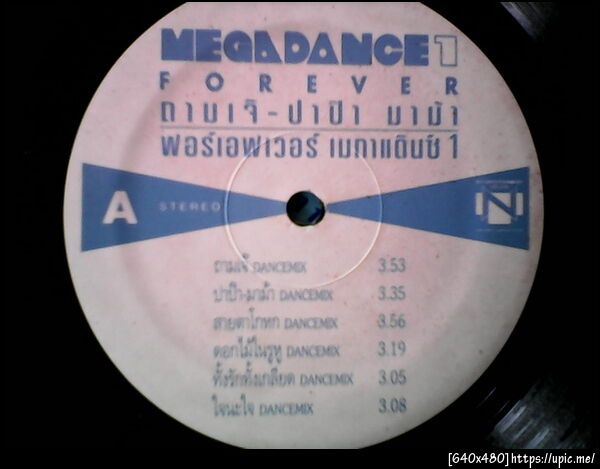 MEGADANCE 1
FOREVER
ถามเจ๊ - ปาป๊า มาม้า
ฟอร์เอฟเวอร์ เมกาแด๊นซ์ 1
A STEREO
N
ถามเจ๊ DANCEMIX 3.53
ปาป๊า-มาม้า DANCEMIX 3.35
สายตาโกหก DANCEMIX 3.56
ดอกไม้ในรูหู DANCEMIX 3.19
ทั้งรักทั้งเกลียด DANCEMIX 3.05
ใจนะใจ DANCEMIX 3.08
[640x480]https://upic.me/